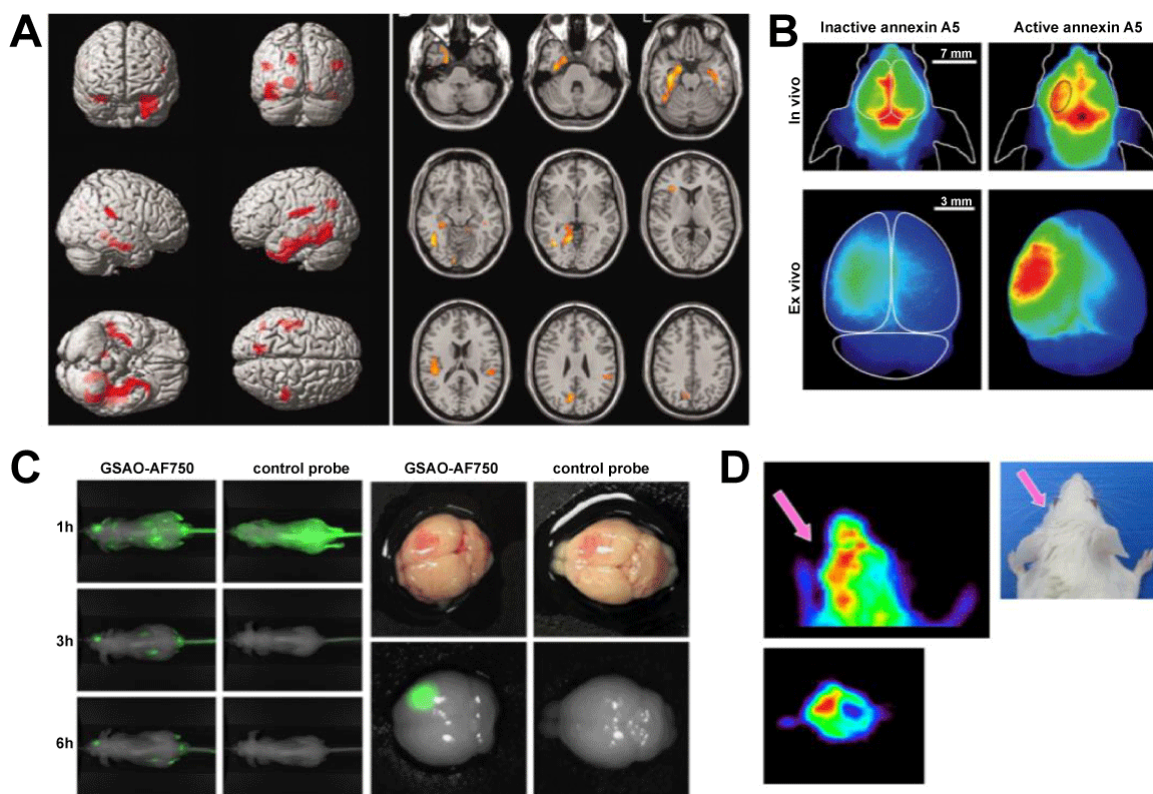 A
B
Inactive annexin A5
Active annexin A5
7 mm
In vivo
3 mm
Ex vivo
C
GSAO-AF750
control probe
GSAO-AF750
control probe
1h
3h
6h
D